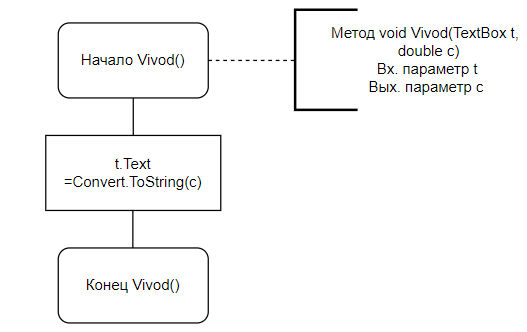 Начало Vivod()
Метод void Vivod(TextBox t,
double c)
Вх. параметр t
Вых. параметр с
t.Text
=Convert.ToString(c)
Конец Vivod()